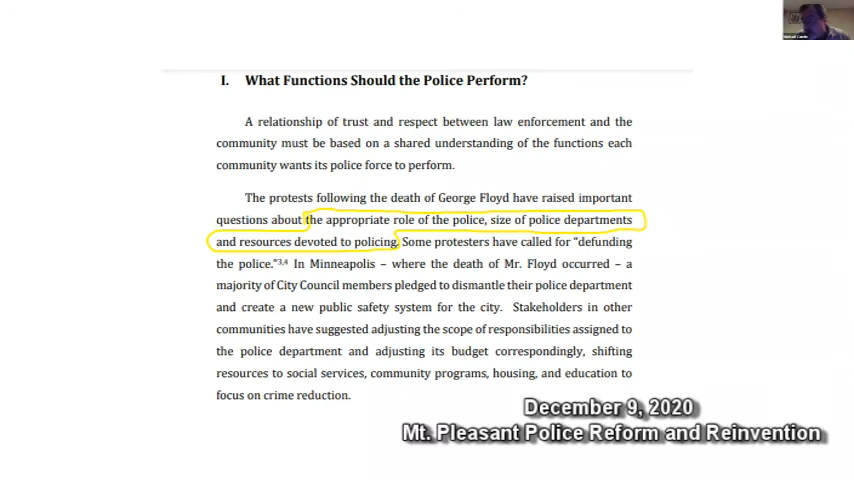 I. What Functions Should the Police Perform?
A relationship of trust and respect between law enforcement and the
community must be based on a shared understanding of the functions each
community wants its police force to perform.
The protests following the death of George Floyd have raised important
questions about the appropriate role of the police, size of police departments
and resources devoted to policing. Some protesters have called for “defunding
the police.”3,4 In Minneapolis – where the death of Mr. Floyd occurred – a
majority of City Council members pledged to dismantle their police department
and create a new public safety system for the city. Stakeholders in other
communities have suggested adjusting the scope of responsibilities assigned to
the police department and adjusting its budget correspondingly, shifting
resources to social services, community programs, housing, and education to
focus on crime reduction.
December 9, 2020
Mt. Pleasant Police Reform and Reinvention